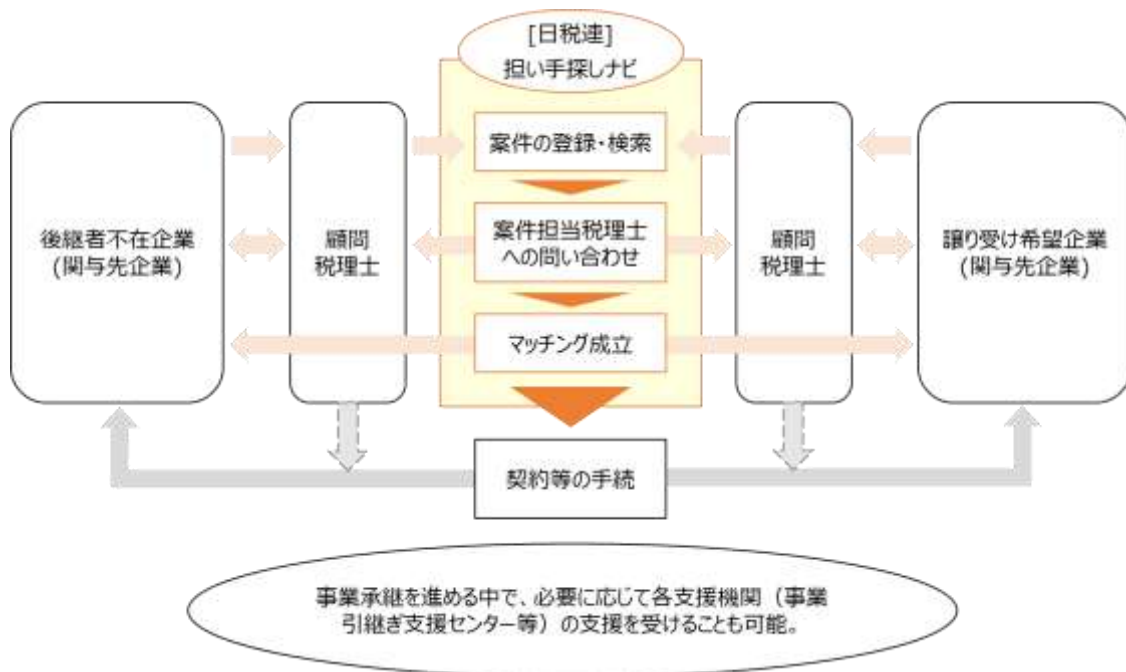 [日税連]
担い手探しナビ
案件の登録・検索
後継者不在企業
(関与先企業)
顧問
税理士
案件担当税理士
への問い合わせ
顧問
税理士
譲り受け希望企業
(関与先企業)
マッチング成立
契約等の手続
事業承継を進める中で、必要に応じて各支援機関（事業
引継ぎ支援センター等）の支援を受けることも可能。